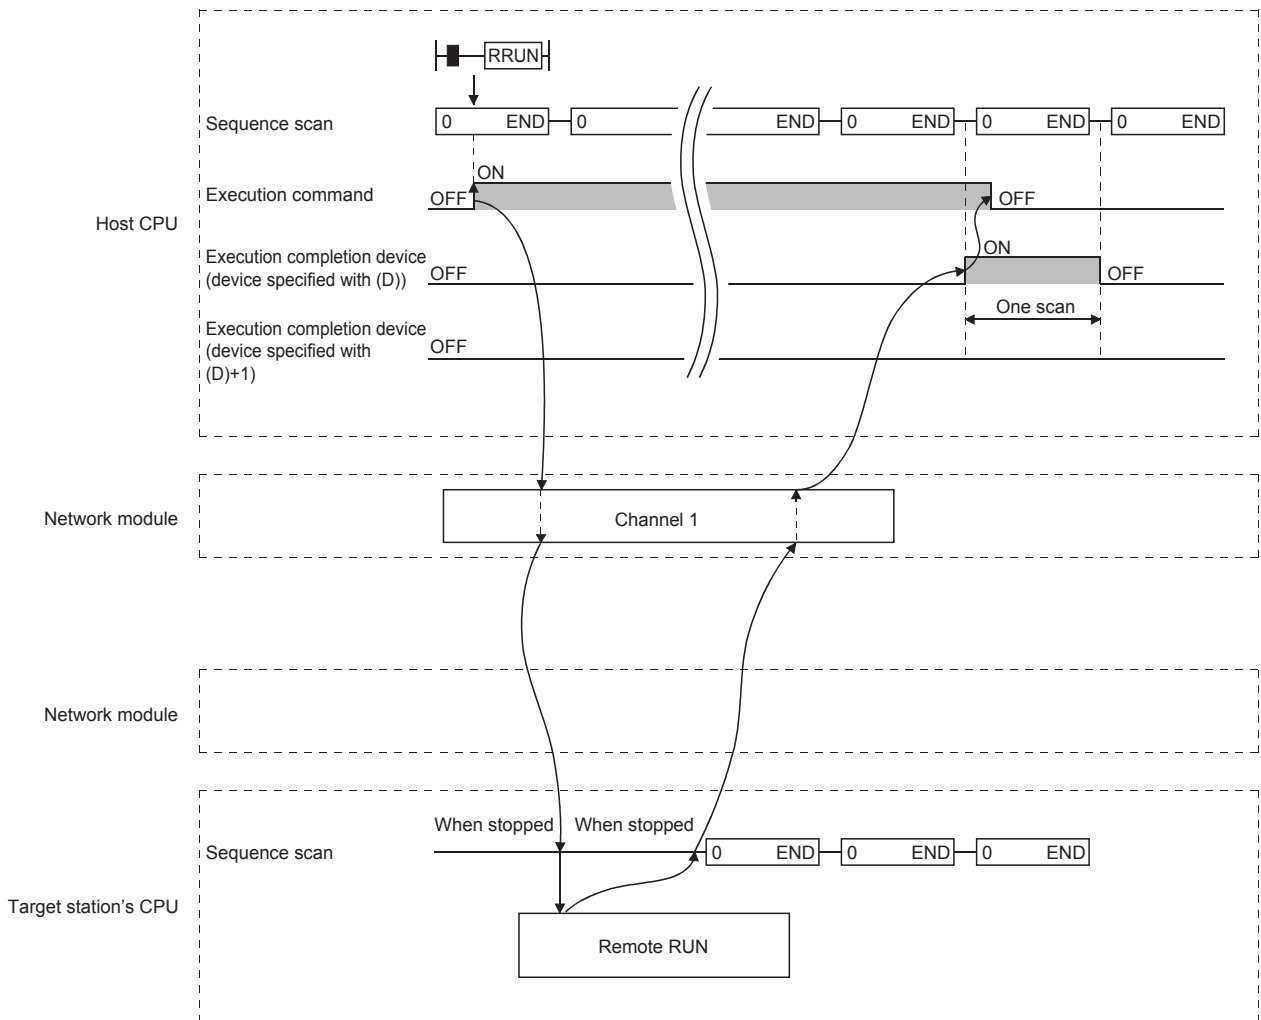 RRUN
Sequence scan
0 END 0 END 0 END 0 END 0 END
ON
Execution command
OFF
OFF
Host CPU
ON
Execution completion device
(device specified with (D))
OFF
OFF
One scan
Execution completion device
(device specified with
(D)+1)
OFF
Network module
Channel 1
Network module
When stopped When stopped
Sequence scan
0 END 0 END 0 END
Target station's CPU
Remote RUN